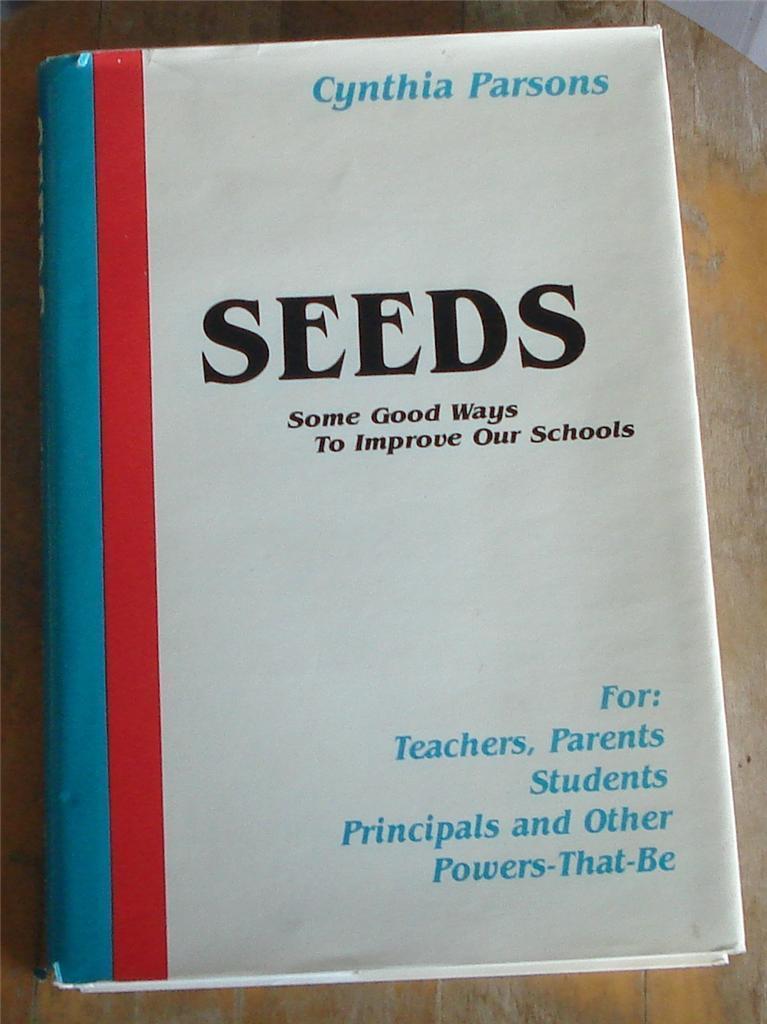 Cynthia Parsons
SEEDS
Some Good Ways
To Improve Our Schools
For:
Teachers, Parents
Students
Principals and Other
Powers-That-Be